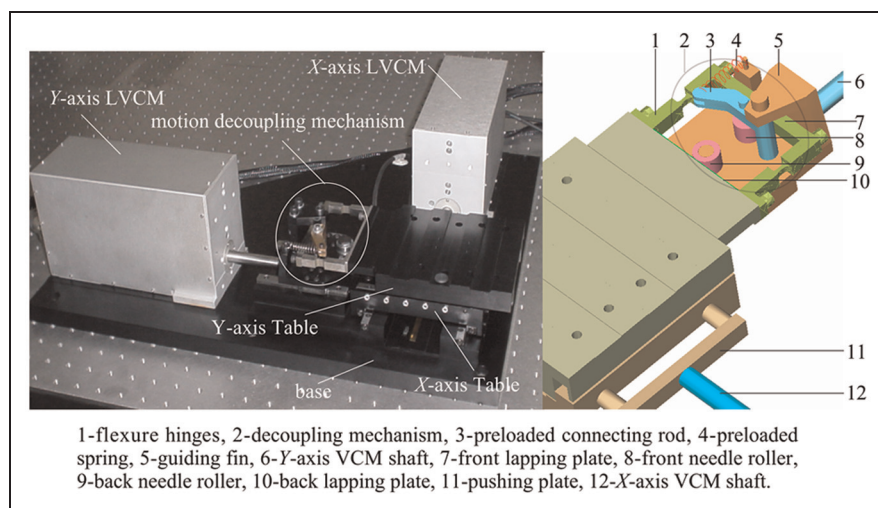 X-axis LVCM
Y-axis LVCM
motion decoupling mechanism
Y-axis Table
X-axis Table
base
1 2 3 4 5
6
7
8
9
10
11
12
1-flexure hinges, 2-decoupling mechanism, 3-preloaded connecting rod, 4-preloaded
spring, 5-guiding fin, 6-Y-axis VCM shaft, 7-front lapping plate, 8-front needle roller,
9-back needle roller, 10-back lapping plate, 11-pushing plate, 12-X-axis VCM shaft.